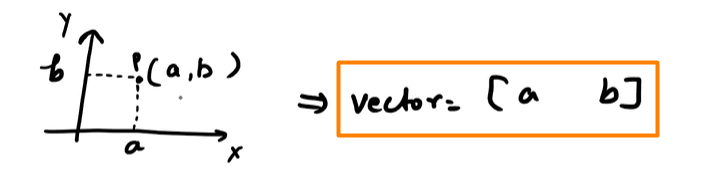 Y
b
P(a,b)
⇒ vector= [a b]
a
x